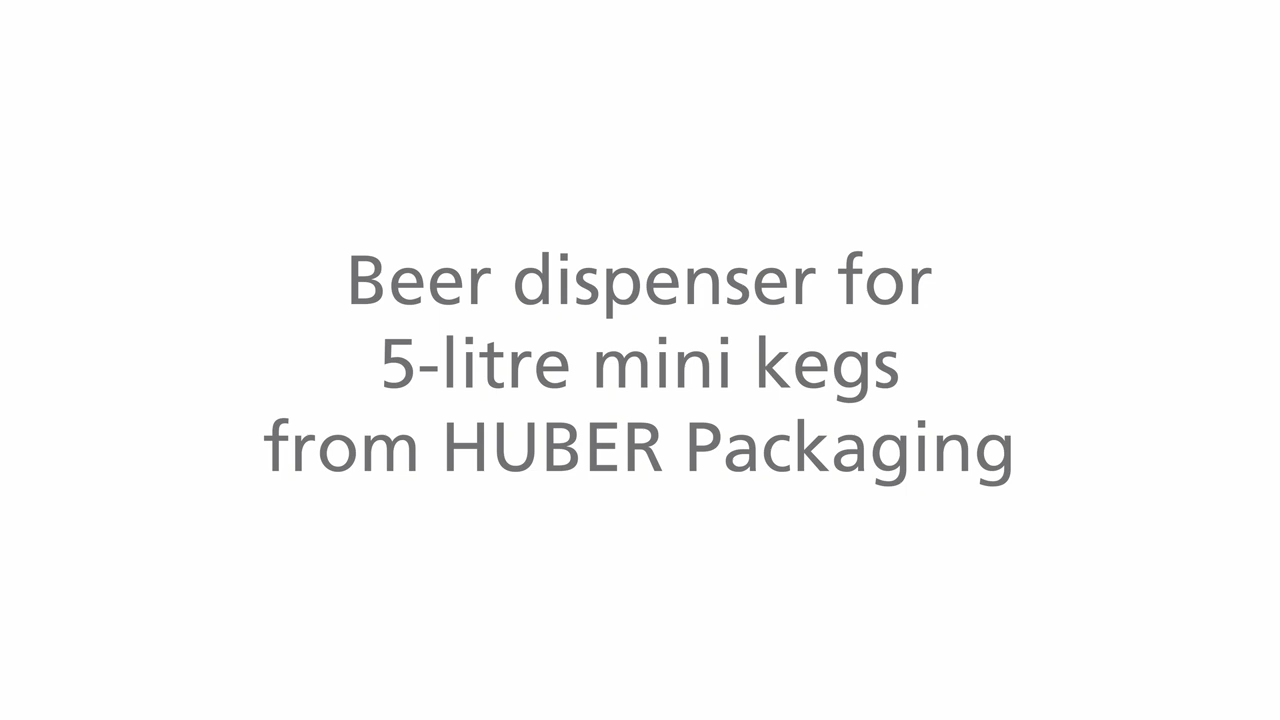 Beer dispenser for
5-litre mini kegs
from HUBER Packaging